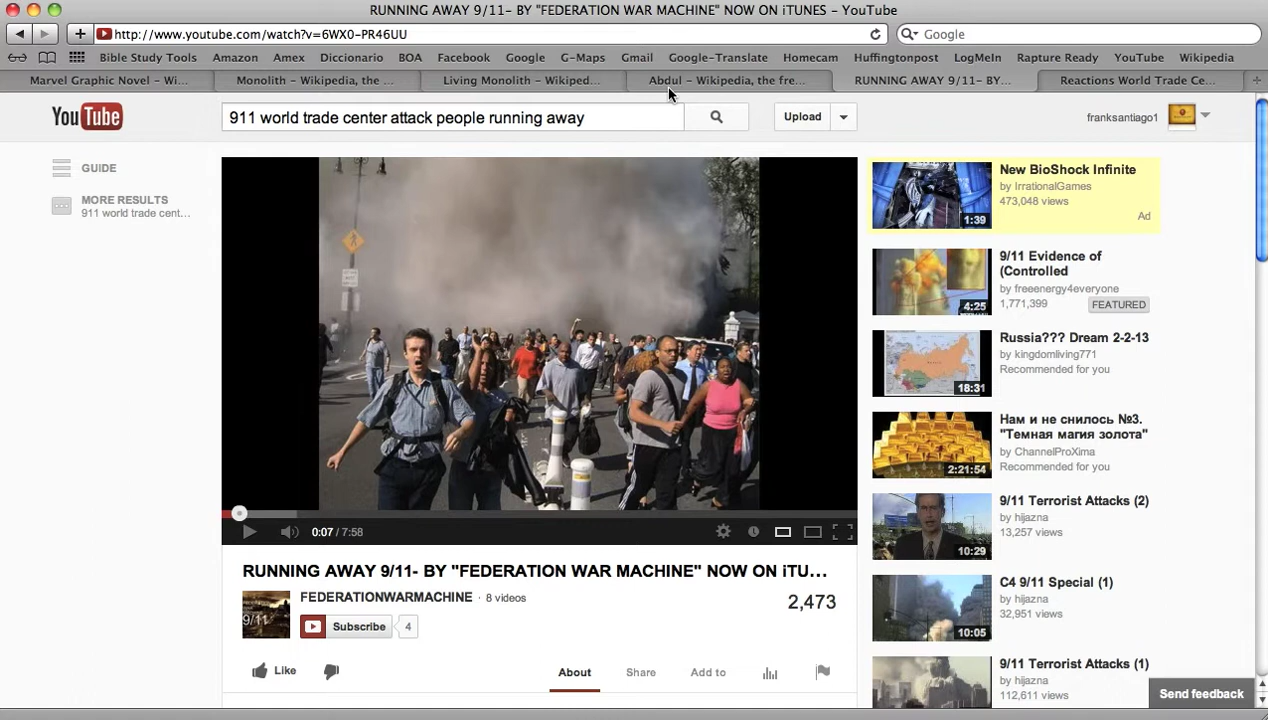 RUNNING AWAY 9/11- BY "FEDERATION WAR MACHINE" NOW ON iTUNES - YouTube
http://www.youtube.com/watch?v=6WX0-PR46UU
Google
Bible Study Tools Amazon Amex Diccionario BOA Facebook Google G-Maps Gmail Google-Translate Homecam Huffingtonpost LogMeIn Rapture Ready YouTube Wikipedia
Marvel Graphic Novel - Wi... Monolith - Wikipedia, the ... Living Monolith - Wikiped... Abdul - Wikipedia, the fre... RUNNING AWAY 9/11- BY... Reactions World Trade Ce...
YouTube
911 world trade center attack people running away
Upload
franksantiago1
GUIDE
MORE RESULTS
911 world trade cent...
0:07 / 7:58
RUNNING AWAY 9/11- BY "FEDERATION WAR MACHINE" NOW ON iTU...
9/11
FEDERATIONWARMACHINE · 8 videos
2,473
Subscribe 4
Like
About Share Add to
New BioShock Infinite
by IrrationalGames
473,048 views
Ad
1:39
9/11 Evidence of
(Controlled
by freeenergy4everyone
1,771,399 FEATURED
4:25
Russia??? Dream 2-2-13
by kingdomliving771
Recommended for you
18:31
Нам и не снилось №3.
"Темная магия золота"
by ChannelProXima
Recommended for you
2:21:54
9/11 Terrorist Attacks (2)
by hijazna
13,257 views
10:29
C4 9/11 Special (1)
by hijazna
32,951 views
10:05
9/11 Terrorist Attacks (1)
by hijazna
112,611 views
Send feedback